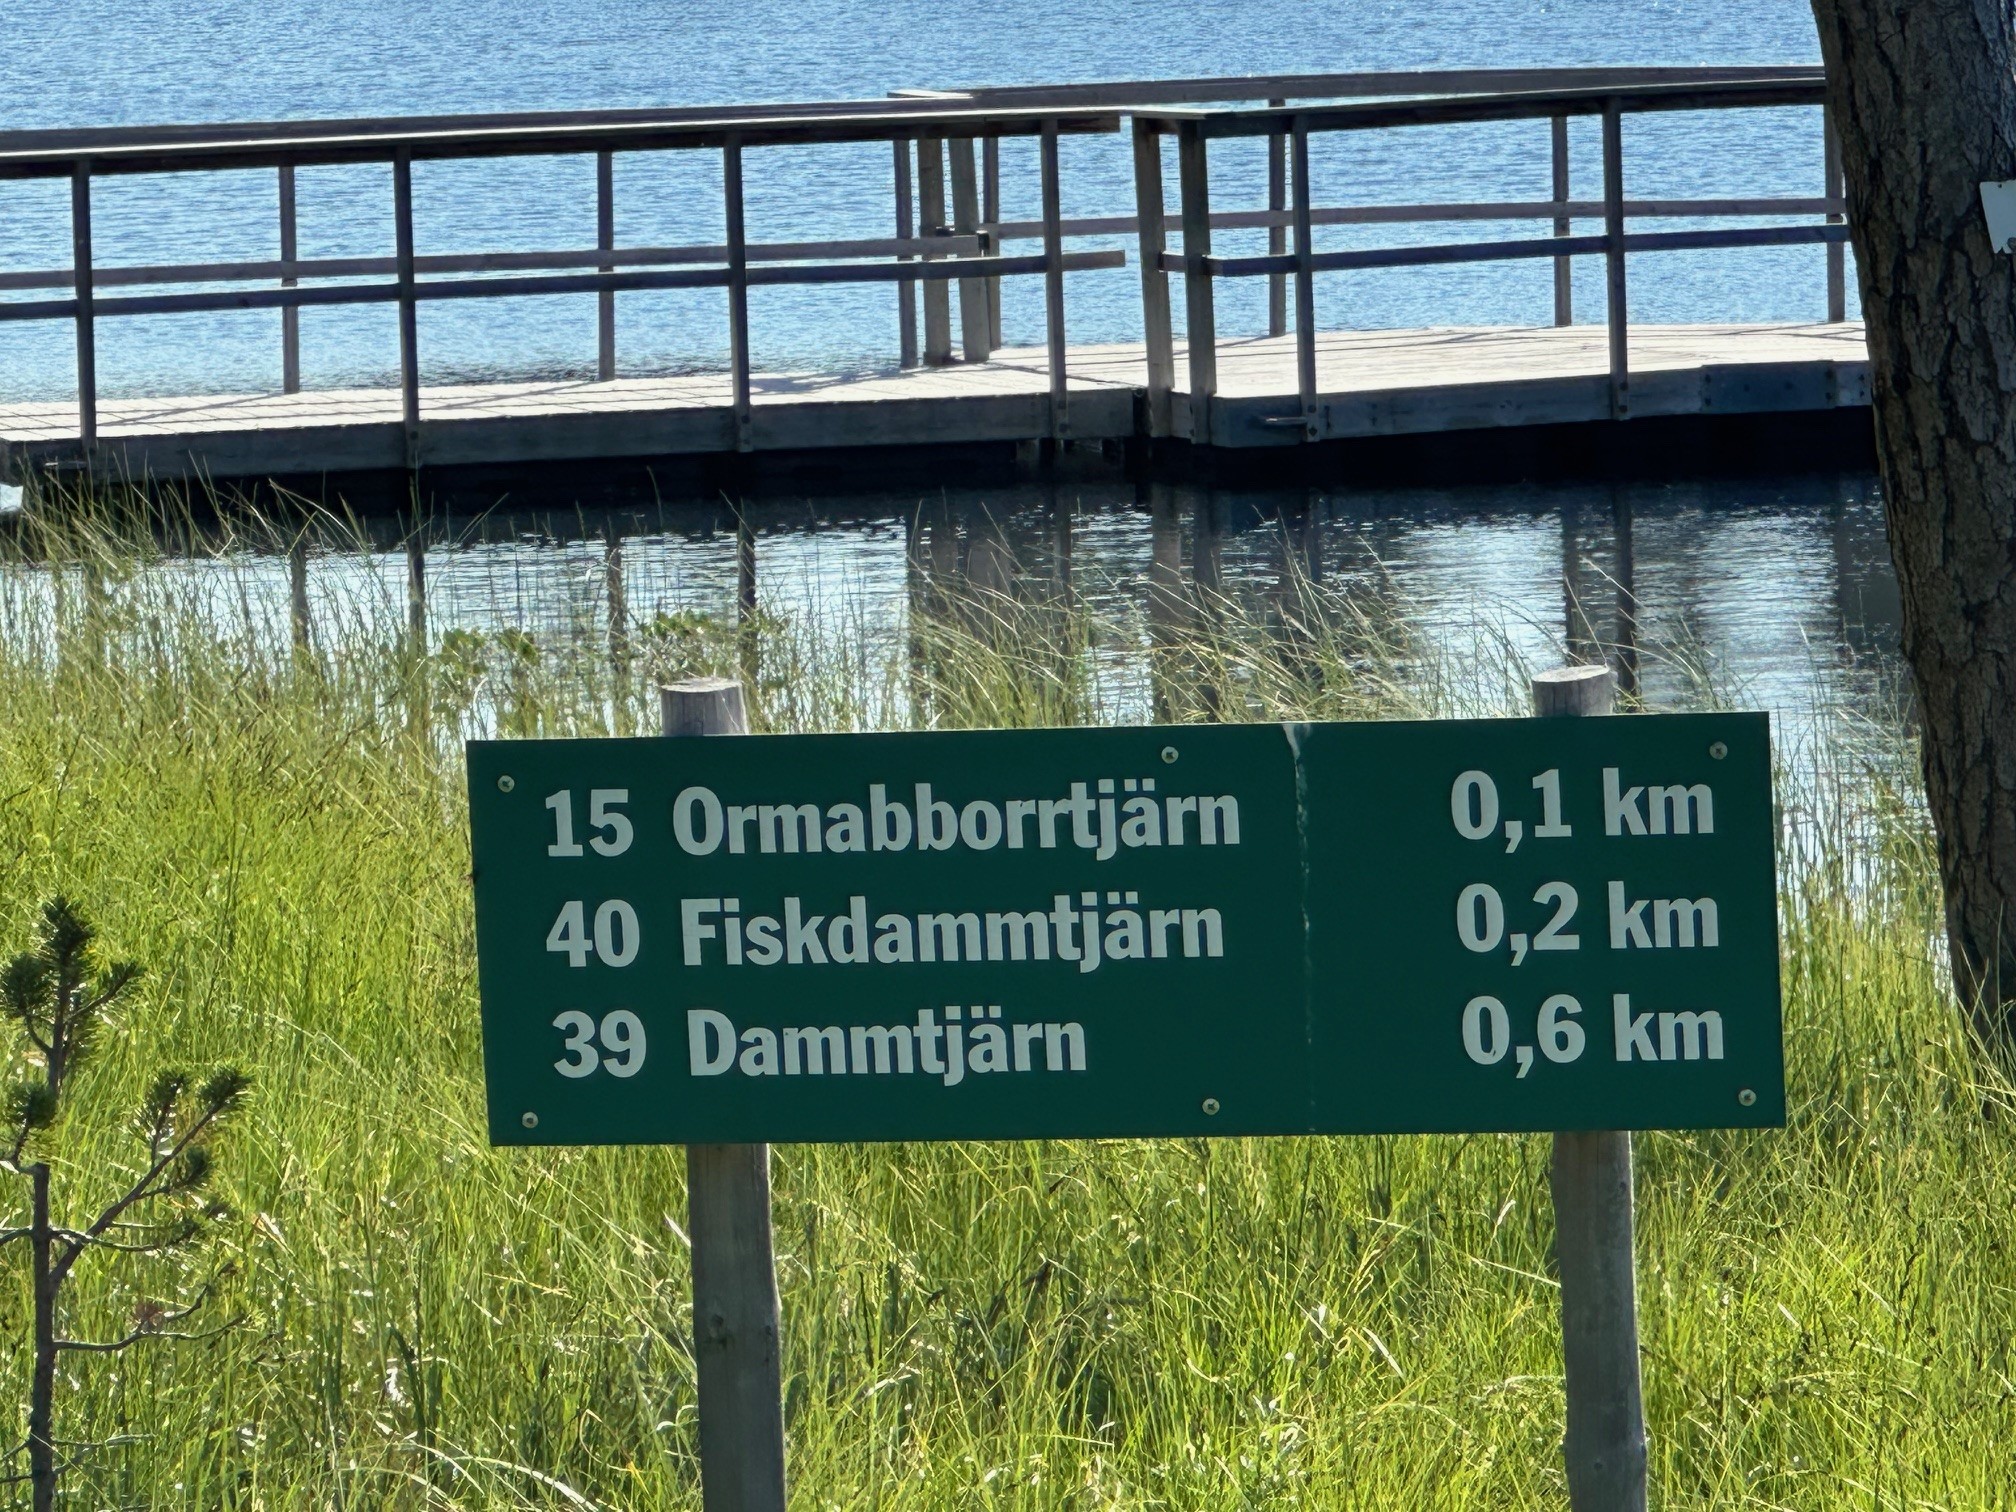 15 Ormabborrtjärn 0,1 km
40 Fiskdammtjärn 0,2 km
39 Dammtjärn 0,6 km